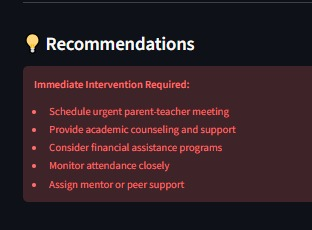 💡 Recommendations
Immediate Intervention Required:
• Schedule urgent parent-teacher meeting
• Provide academic counseling and support
• Consider financial assistance programs
• Monitor attendance closely
• Assign mentor or peer support